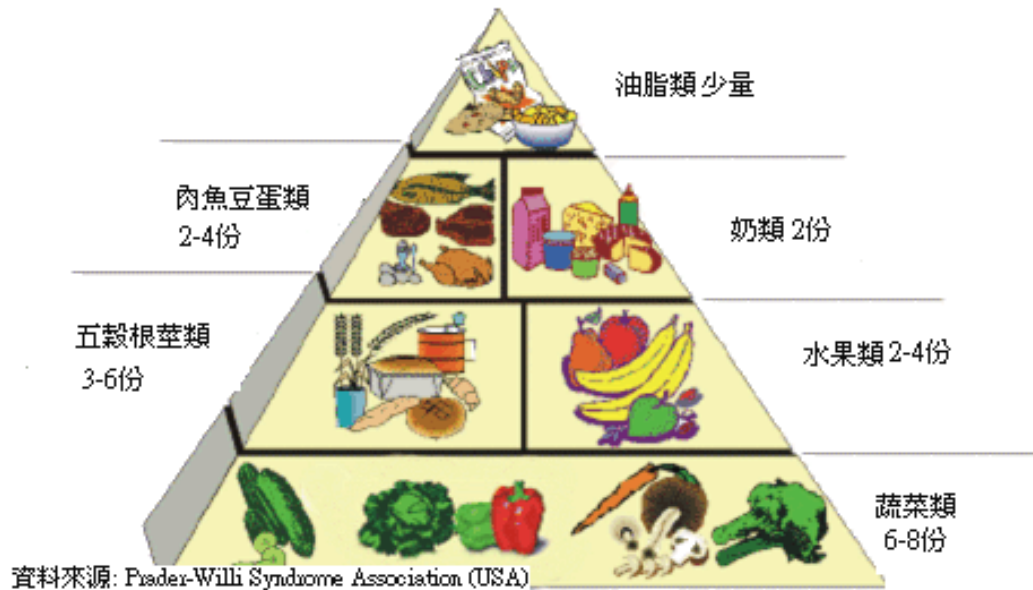 油脂類 少量
肉魚豆蛋類
2-4份
奶類 2份
五穀根莖類
3-6份
水果類 2-4份
蔬菜類
6-8份
資料來源: Prader-Willi Syndrome Association (USA)